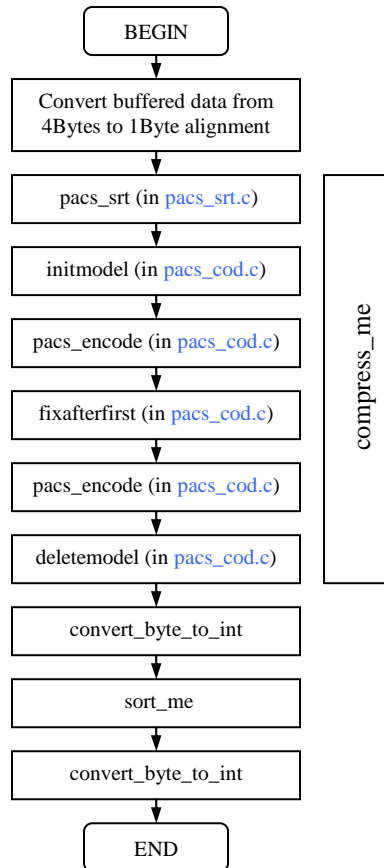 BEGIN
Convert buffered data from
4Bytes to 1Byte alignment
pacs_srt (in pacs_srt.c)
initmodel (in pacs_cod.c)
pacs_encode (in pacs_cod.c)
fixafterfirst (in pacs_cod.c)
pacs_encode (in pacs_cod.c)
deletemodel (in pacs_cod.c)
compress_me
convert_byte_to_int
sort_me
convert_byte_to_int
END